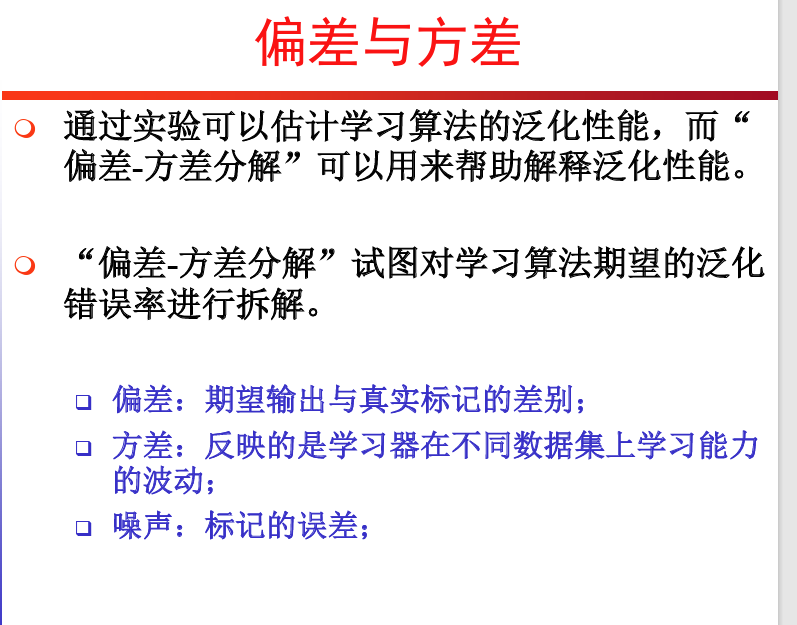 偏差与方差
通过实验可以估计学习算法的泛化性能，而“
偏差-方差分解”可以用来帮助解释泛化性能。
“偏差-方差分解”试图对学习算法期望的泛化
错误率进行拆解。
偏差：期望输出与真实标记的差别；
方差：反映的是学习器在不同数据集上学习能力
的波动；
噪声：标记的误差；